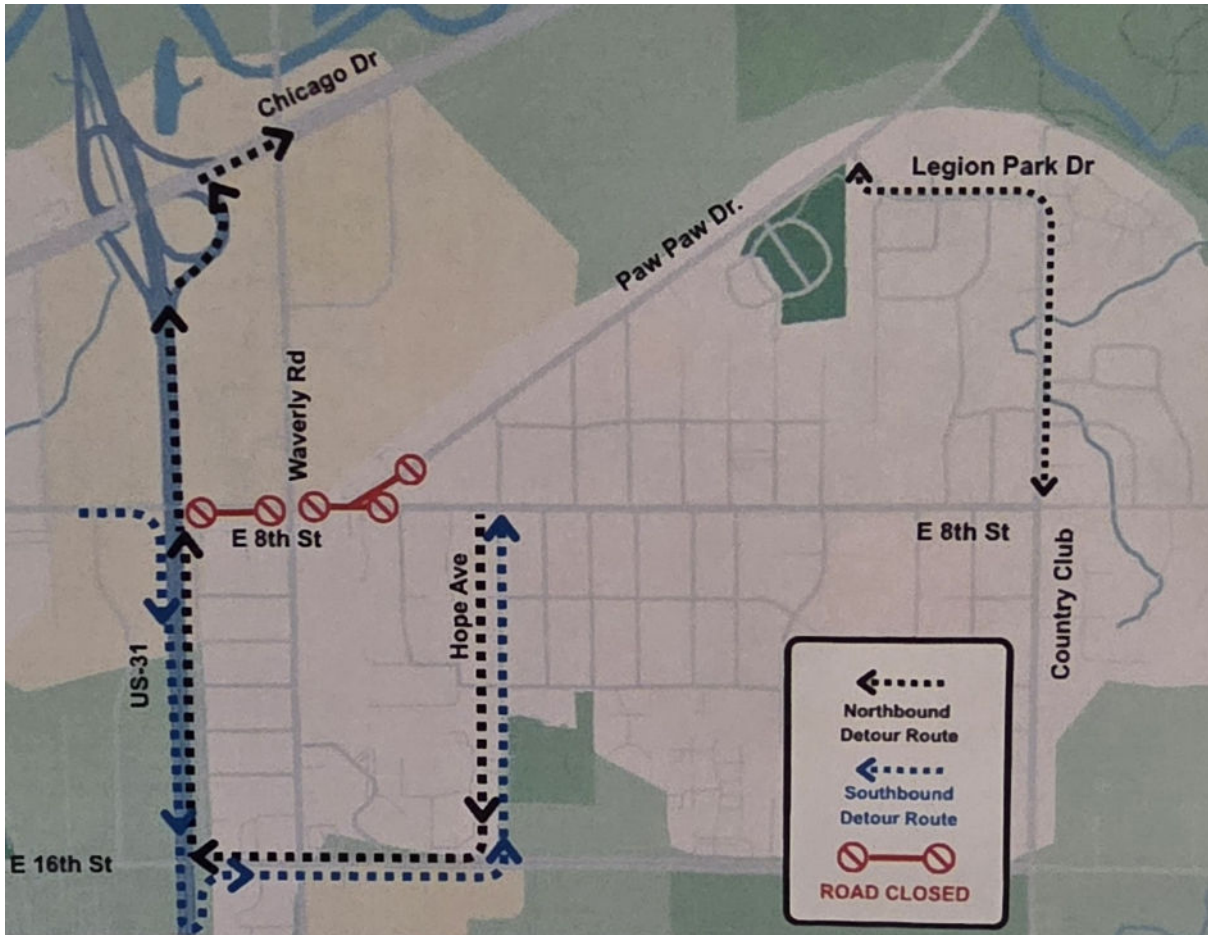 Chicago Dr
Legion Park Dr
Paw Paw Dr.
Waverly Rd
E 8th St
E 8th St
Hope Ave
Country Club
US-31
E 16th St
Northbound
Detour Route
Southbound
Detour Route
ROAD CLOSED